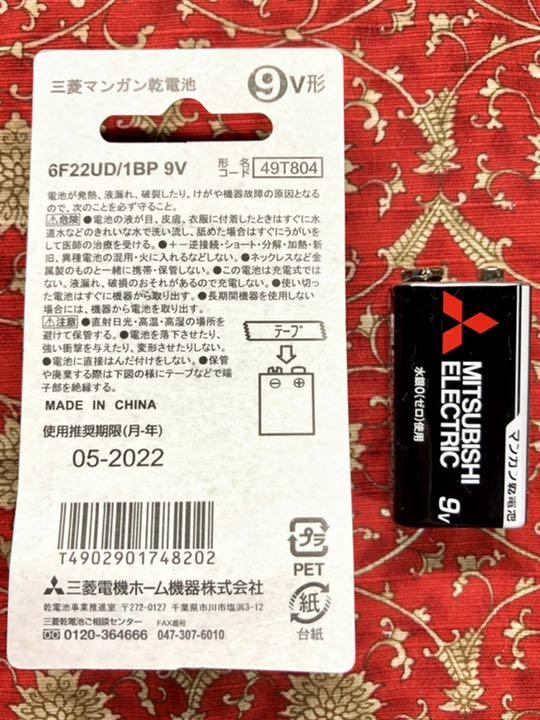 三菱マンガン乾電池
9V形
6F22UD/1BP 9V
形名コード 49T804
電池が発熱、液漏れ、破裂したり、けがや機器故障の原因となるなるので、次のことを必ず守ること。
⚠危険 ●電池の液が目、皮膚、衣服に付着したときはすぐに水
道水などのきれいな水で洗い流し、舐めた場合はすぐにうがいを
して医師の治療を受ける。●+-逆接続・ショート・分解・加熱・新
旧、異種電池の混用・火に入れるなどしない。●ネックレスなど金
属製のものと一緒に携帯・保管しない。●この電池は充電式では
ない。液漏れ、破損のおそれがあるので充電しない。●使い切っ
た電池はすぐに機器から取り出す。●長期間機器を使用しない
場合には、機器から電池を取り出す。
⚠注意 ●直射日光・高温・高湿の場所を
避けて保管する。●電池を落下させたり、
強い衝撃を与えたり、変形させたりしない。
●電池に直接はんだ付けをしない。●保管
や廃棄する際は下図の様にテープなどで端
子部を絶縁する。
テープ
⊖ ⊕
MADE IN CHINA
使用推奨期限(月-年)
05-2022
T4902901748202
プラ
PET
紙
台紙
三菱電機ホーム機器株式会社
乾電池事業推進室 〒272-0127 千葉県市川市塩浜3-12
三菱乾電池ご相談センター FAX番号
0120-364666 047-307-6010
MITSUBISHI
ELECTRIC
水銀0(ゼロ)使用
9V
マンガン乾電池